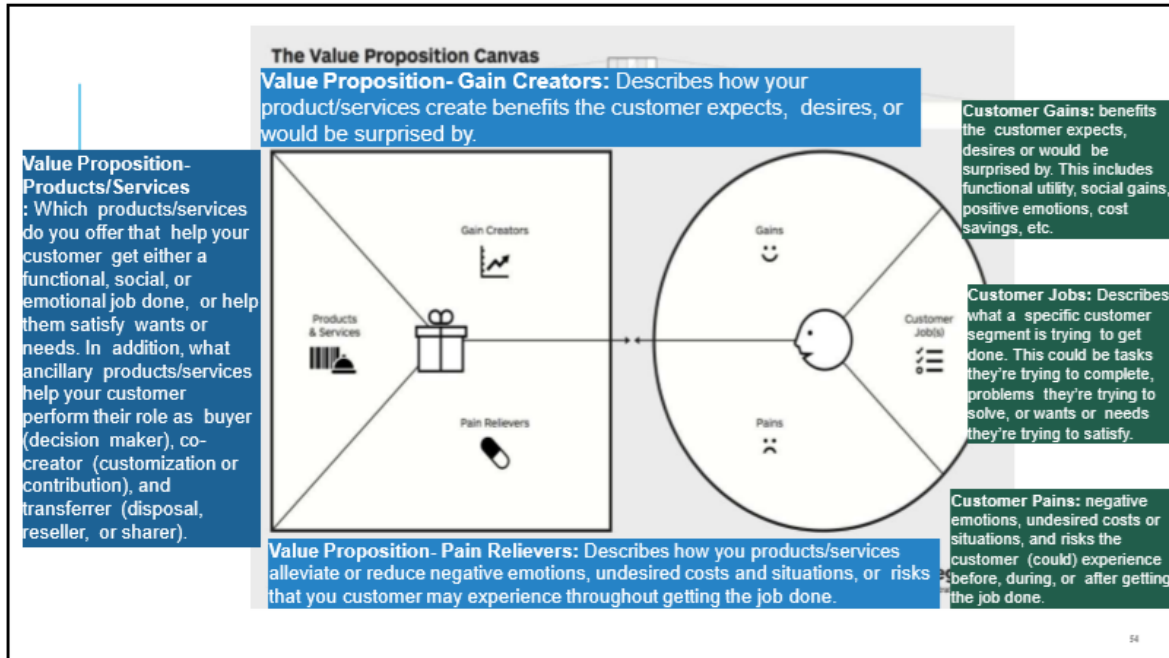 The Value Proposition Canvas
Value Proposition- Gain Creators: Describes how your
product/services create benefits the customer expects, desires, or
would be surprised by.
Value Proposition-
Products/Services
: Which products/services
do you offer that help your
customer get either a
functional, social, or
emotional job done, or help
them satisfy wants or
needs. In addition, what
ancillary products/services
help your customer
perform their role as buyer
(decision maker), co-
creator (customization or
contribution), and
transferrer (disposal,
reseller, or sharer).
Gain Creators
Products
& Services
Pain Relievers
Gains
Customer
Job(s)
Pains
Customer Gains: benefits
the customer expects,
desires or would be
surprised by. This includes
functional utility, social gains,
positive emotions, cost
savings, etc.
Customer Jobs: Describes
what a specific customer
segment is trying to get
done. This could be tasks
they're trying to complete,
problems they're trying to
solve, or wants or needs
they're trying to satisfy.
Customer Pains: negative
emotions, undesired costs or
situations, and risks the
customer (could) experience
before, during, or after getting
the job done.
Value Proposition- Pain Relievers: Describes how you products/services
alleviate or reduce negative emotions, undesired costs and situations, or risks
that you customer may experience throughout getting the job done.
54